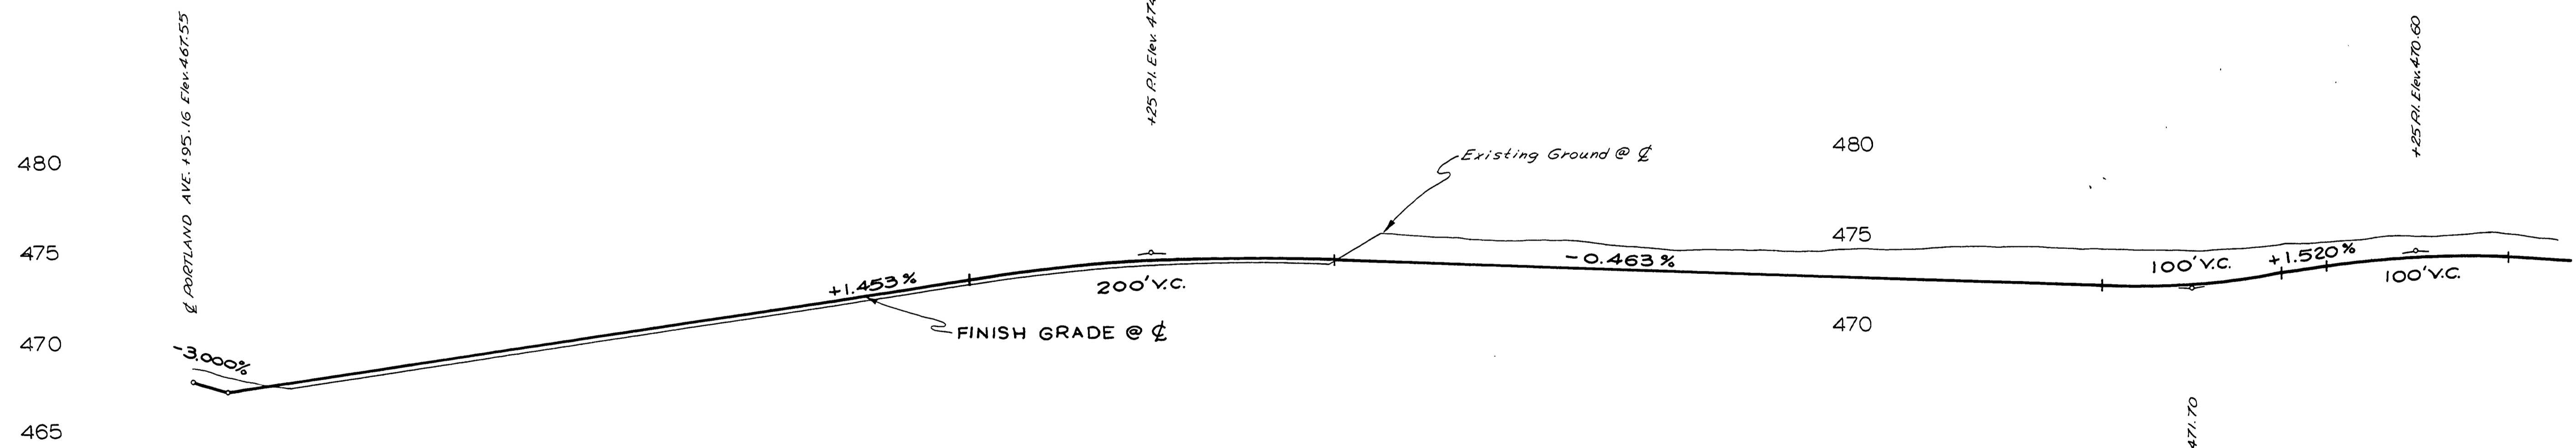 ℄ PORTLAND AVE. +95.16 Elev. 467.55
+25 P.I. Elev. 474
+25 P.I. Elev. 470.60
480
480
Existing Ground @ ℄
475
475
+1.453%
200' V.C.
-0.463%
100' V.C.
+1.520%
100' V.C.
470
470
FINISH GRADE @ ℄
-3.000%
465
471.70